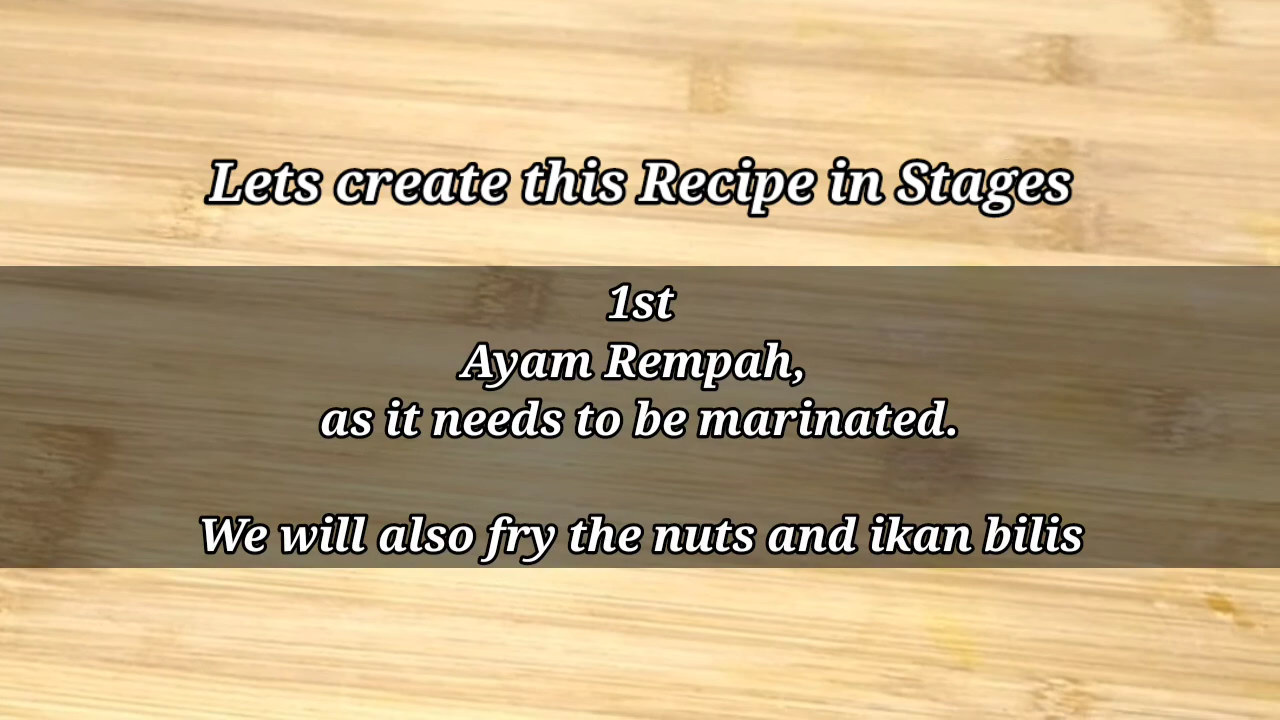 Lets create this Recipe in Stages
1st
Ayam Rempah,
as it needs to be marinated.
We will also fry the nuts and ikan bilis